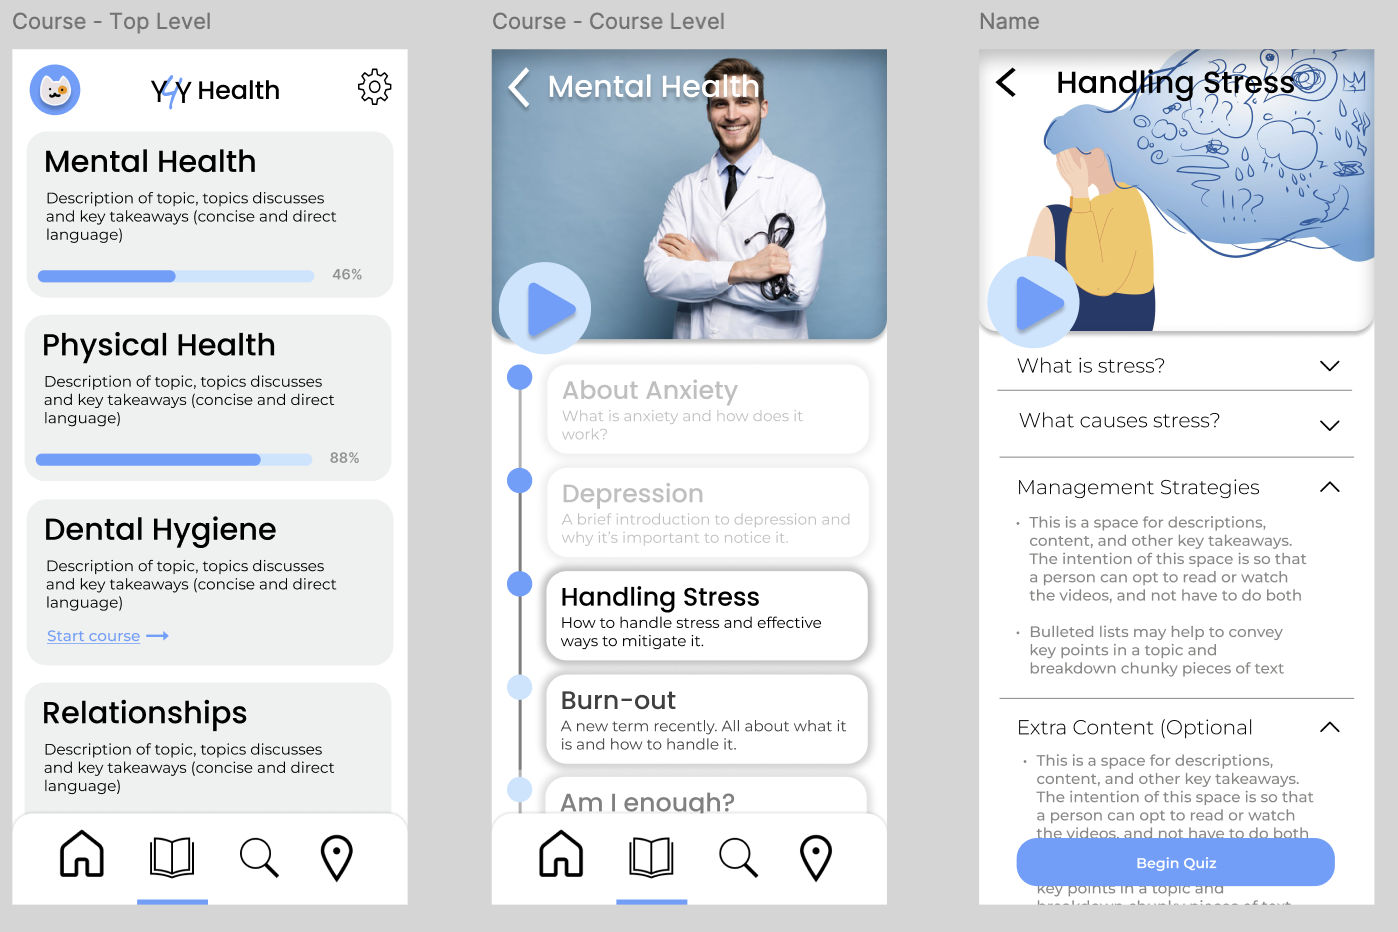 Course - Top Level
Y4Y Health
Mental Health
Description of topic, topics discusses
and key takeaways (concise and direct
language)
46%
Physical Health
Description of topic, topics discusses
and key takeaways (concise and direct
language)
88%
Dental Hygiene
Description of topic, topics discusses
and key takeaways (concise and direct
language)
Start course
Relationships
Description of topic, topics discusses
and key takeaways (concise and direct
language)
Course - Course Level
Mental Health
About Anxiety
What is anxiety and how does it
work?
Depression
A brief introduction to depression and
why it's important to notice it.
Handling Stress
How to handle stress and effective
ways to mitigate it.
Burn-out
A new term recently. All about what it
is and how to handle it.
Am I enough?
Name
Handling Stress
What is stress?
What causes stress?
Management Strategies
• This is a space for descriptions,
content, and other key takeaways.
The intention of this space is so that
a person can opt to read or watch
the videos, and not have to do both
• Bulleted lists may help to convey
key points in a topic and
breakdown chunky pieces of text
Extra Content (Optional
• This is a space for descriptions,
content, and other key takeaways.
The intention of this space is so that
a person can opt to read or watch
the videos, and not have to do both
Begin Quiz
key points in a topic and
breakdown chunky pieces of text